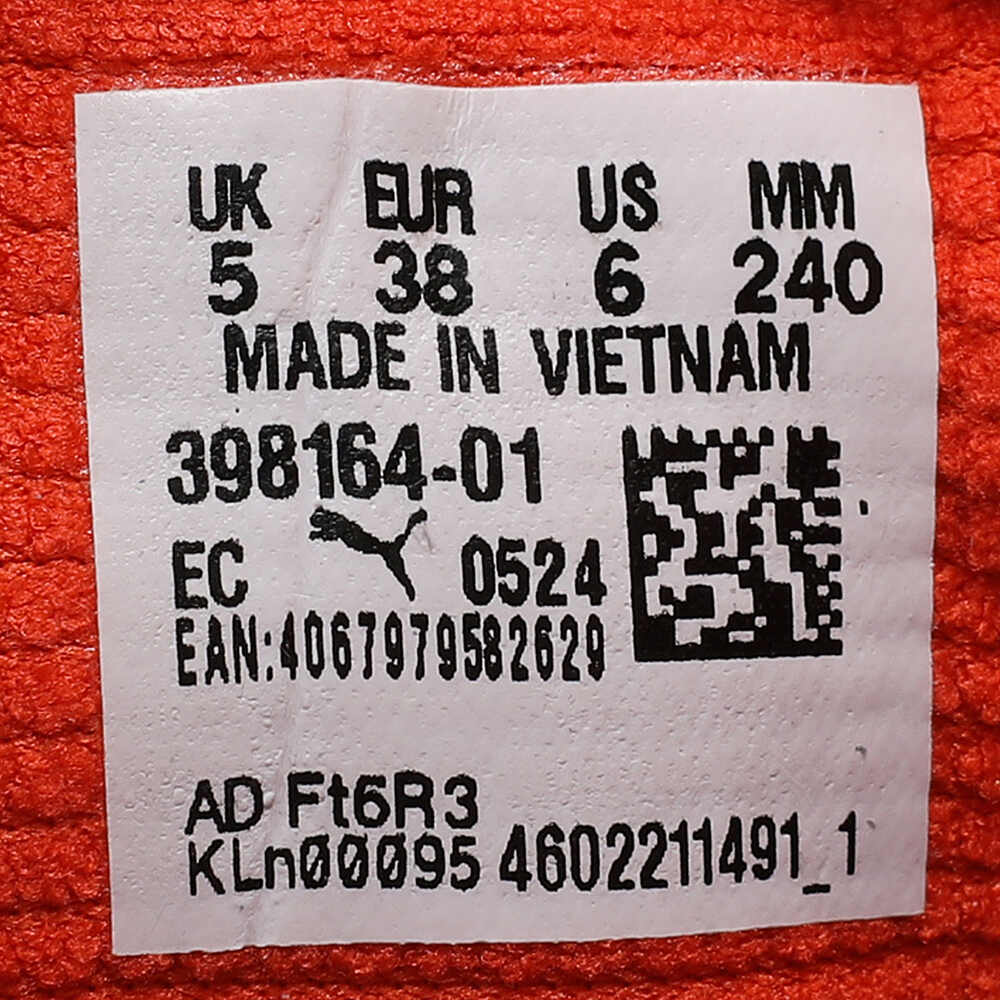 UK EUR US MM
5 38 6 240
MADE IN VIETNAM
398164-01
EC 0524
EAN:4067979582629
AD Ft6R3
KLn00095 4602211491_1